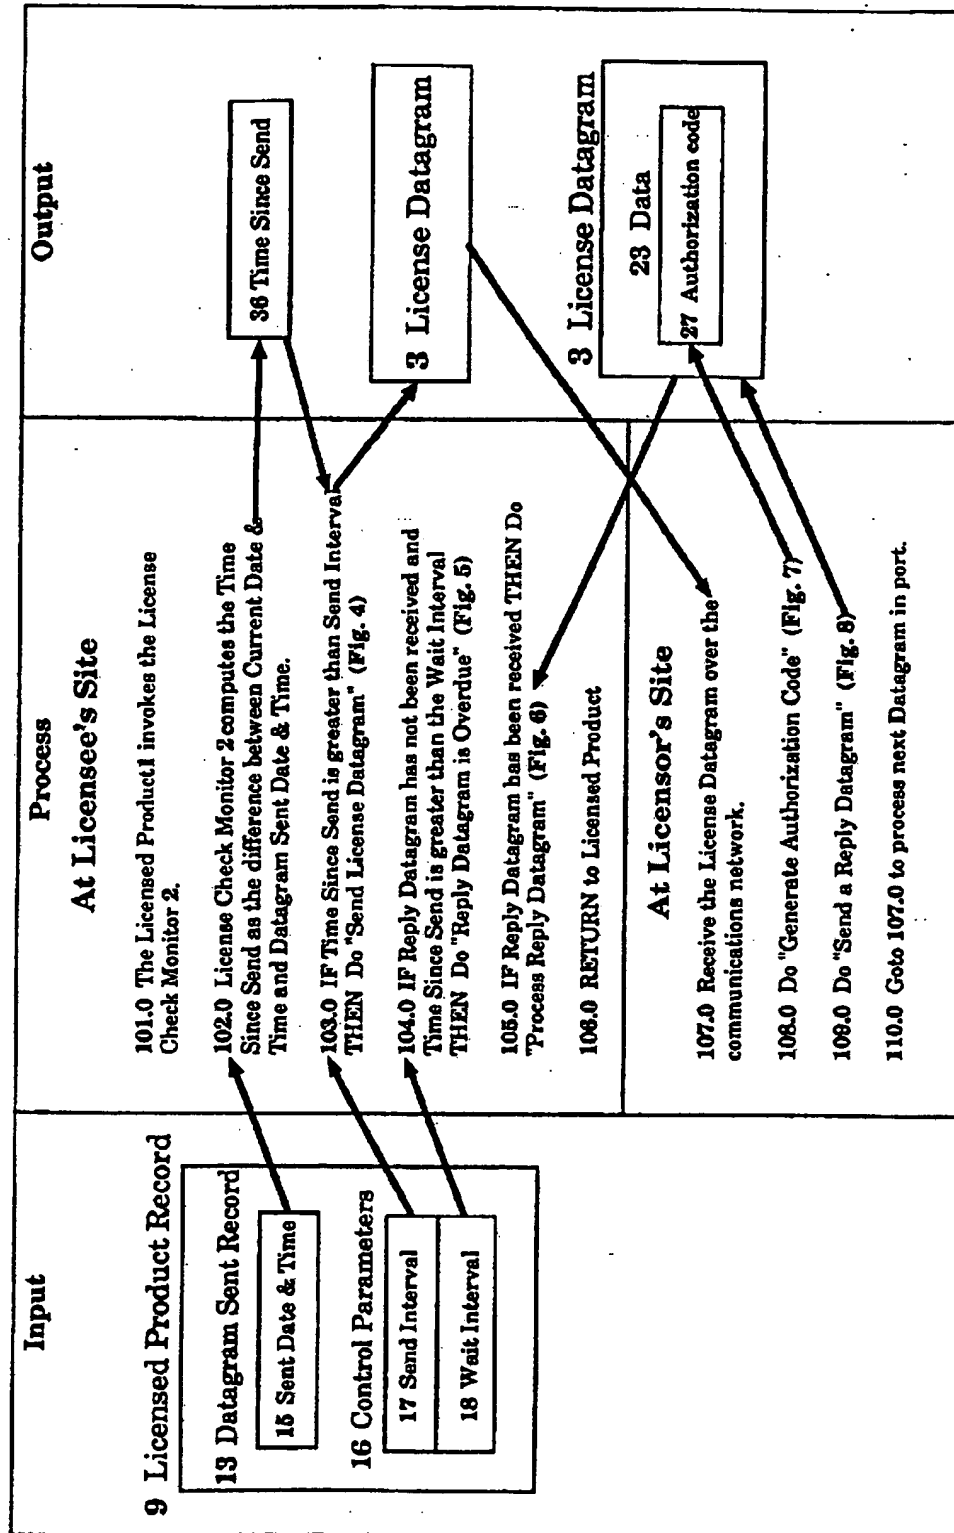 Input
9 Licensed Product Record
13 Datagram Sent Record
15 Sent Date & Time
16 Control Parameters
17 Send Interval
18 Wait Interval
Process
At Licensee's Site
101.0 The Licensed Product1 invokes the License
Check Monitor 2.
102.0 License Check Monitor 2 computes the Time
Since Send as the difference between Current Date &
Time and Datagram Sent Date & Time.
103.0 IF Time Since Send is greater than Send Interval
THEN Do "Send License Datagram" (Fig. 4)
104.0 IF Reply Datagram has not been received and
Time Since Send is greater than the Wait Interval
THEN Do "Reply Datagram is Overdue" (Fig. 5)
105.0 IF Reply Datagram has been received THEN Do
"Process Reply Datagram" (Fig. 6)
106.0 RETURN to Licensed Product
At Licensor's Site
107.0 Receive the License Datagram over the
communications network.
108.0 Do "Generate Authorization Code" (Fig. 7)
109.0 Do "Send a Reply Datagram" (Fig. 8)
110.0 Goto 107.0 to process next Datagram in port.
Output
36 Time Since Send
3 License Datagram
3 License Datagram
23 Data
27 Authorization code